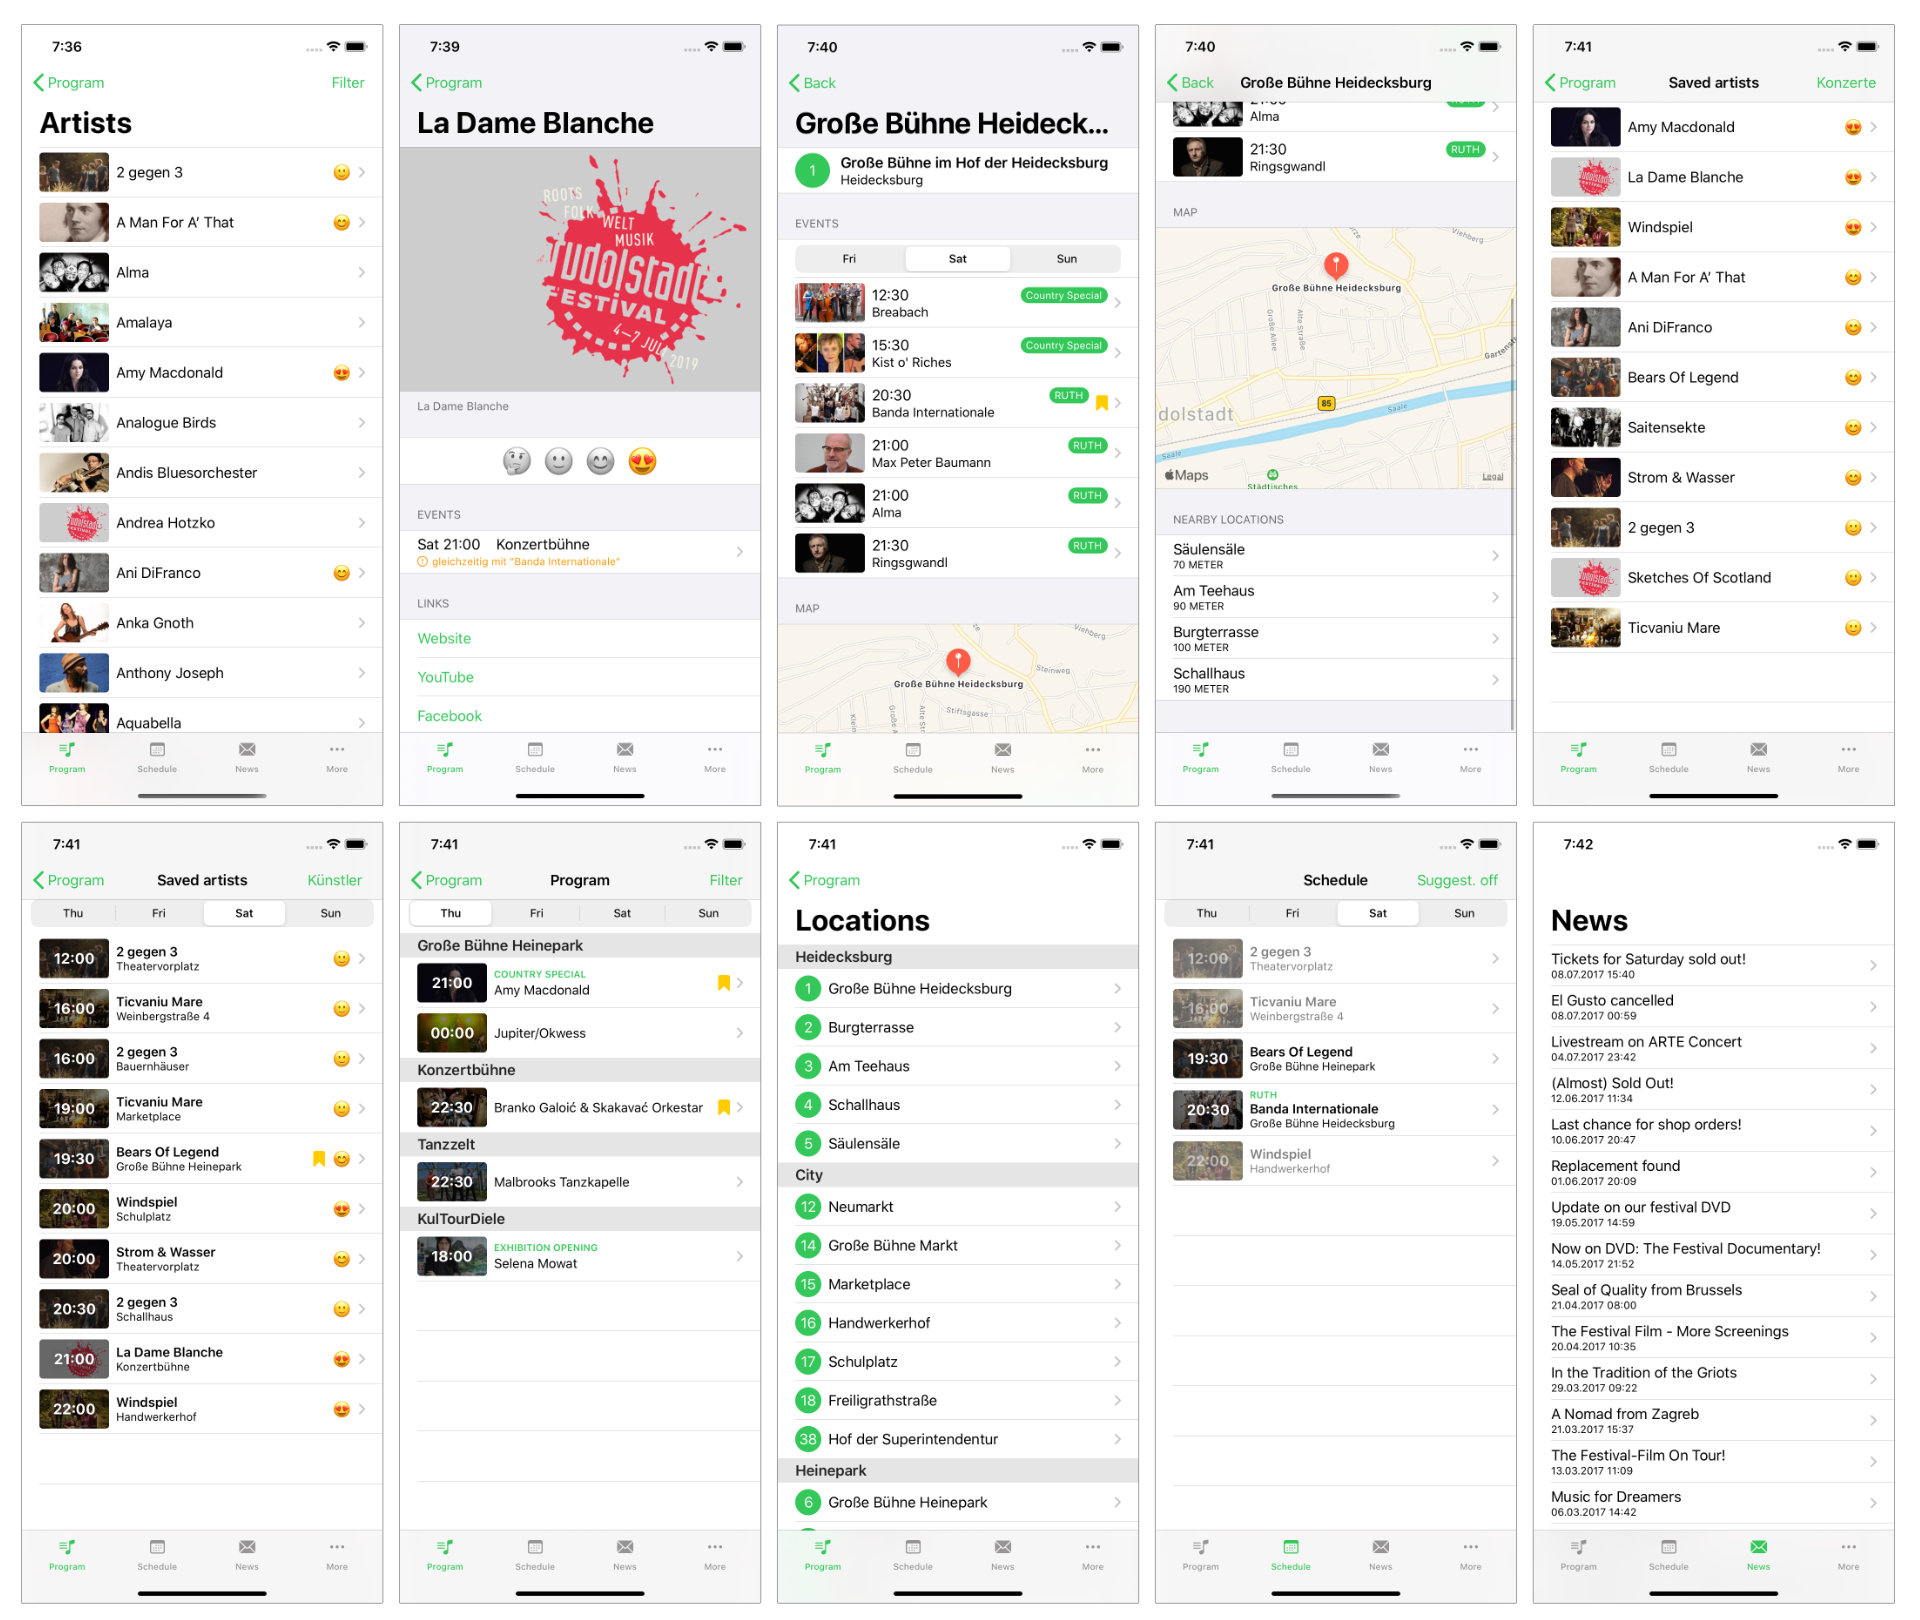 7:36
Program
Filter
Artists
2 gegen 3
A Man For A' That
Alma
Amalaya
Amy Macdonald
Analogue Birds
Andis Bluesorchester
Andrea Hotzko
Ani DiFranco
Anka Gnoth
Anthony Joseph
Aquabella
Program
Schedule
News
More
7:39
Program
La Dame Blanche
ROOTS
FOLK
WELT
MUSIK
rudolstadt
FESTIVAL
4–7 JULI 2019
La Dame Blanche
EVENTS
Sat 21:00 Konzertbühne
gleichzeitig mit "Banda Internationale"
LINKS
Website
YouTube
Facebook
Program
Schedule
News
More
7:40
Back
Große Bühne Heideck...
1
Große Bühne im Hof der Heidecksburg
Heidecksburg
EVENTS
Fri
Sat
Sun
12:30
Country Special
Breabach
15:30
Country Special
Kist o' Riches
20:30
RUTH
Banda Internationale
21:00
RUTH
Max Peter Baumann
21:00
RUTH
Alma
21:30
RUTH
Ringsgwandl
MAP
Viehberg
Steinweg
Große Bühne Heidecksburg
Stiftsgasse
Alte Str
Program
Schedule
News
More
7:40
Back
Große Bühne Heidecksburg
21:00
RUTH
Alma
21:30
RUTH
Ringsgwandl
MAP
Viehberg
Große Bühne Heidecksburg
Große Allee
Alte Straße
Gartenst
85
Saale
dolstadt
Saale
Maps
Städtisches
Legal
NEARBY LOCATIONS
Säulensäle
70 METER
Am Teehaus
90 METER
Burgterrasse
100 METER
Schallhaus
190 METER
Program
Schedule
News
More
7:41
Program
Saved artists
Konzerte
Amy Macdonald
La Dame Blanche
Windspiel
A Man For A' That
Ani DiFranco
Bears Of Legend
Saitensekte
Strom & Wasser
2 gegen 3
Sketches Of Scotland
Ticvaniu Mare
Program
Schedule
News
More
7:41
Program
Saved artists
Künstler
Thu
Fri
Sat
Sun
12:00
2 gegen 3
Theatervorplatz
16:00
Ticvaniu Mare
Weinbergstraße 4
16:00
2 gegen 3
Bauernhäuser
19:00
Ticvaniu Mare
Marketplace
19:30
Bears Of Legend
Große Bühne Heinepark
20:00
Windspiel
Schulplatz
20:00
Strom & Wasser
Theatervorplatz
20:30
2 gegen 3
Schallhaus
21:00
La Dame Blanche
Konzertbühne
22:00
Windspiel
Handwerkerhof
Program
Schedule
News
More
7:41
Program
Program
Filter
Thu
Fri
Sat
Sun
Große Bühne Heinepark
21:00
COUNTRY SPECIAL
Amy Macdonald
00:00
Jupiter/Okwess
Konzertbühne
22:30
Branko Galoić & Skakavać Orkestar
Tanzzelt
22:30
Malbrooks Tanzkapelle
KulTourDiele
18:00
EXHIBITION OPENING
Selena Mowat
Program
Schedule
News
More
7:41
Program
Locations
Heidecksburg
1 Große Bühne Heidecksburg
2 Burgterrasse
3 Am Teehaus
4 Schallhaus
5 Säulensäle
City
12 Neumarkt
14 Große Bühne Markt
15 Marketplace
16 Handwerkerhof
17 Schulplatz
18 Freiligrathstraße
38 Hof der Superintendentur
Heinepark
6 Große Bühne Heinepark
Program
Schedule
News
More
7:41
Schedule
Suggest. off
Thu
Fri
Sat
Sun
12:00
2 gegen 3
Theatervorplatz
16:00
Ticvaniu Mare
Weinbergstraße 4
19:30
Bears Of Legend
Große Bühne Heinepark
20:30
RUTH
Banda Internationale
Große Bühne Heidecksburg
22:00
Windspiel
Handwerkerhof
Program
Schedule
News
More
7:42
News
Tickets for Saturday sold out!
08.07.2017 15:40
El Gusto cancelled
08.07.2017 00:59
Livestream on ARTE Concert
04.07.2017 23:42
(Almost) Sold Out!
12.06.2017 11:34
Last chance for shop orders!
10.06.2017 20:47
Replacement found
01.06.2017 20:09
Update on our festival DVD
19.05.2017 14:59
Now on DVD: The Festival Documentary!
14.05.2017 21:52
Seal of Quality from Brussels
21.04.2017 08:00
The Festival Film - More Screenings
20.04.2017 10:35
In the Tradition of the Griots
29.03.2017 09:22
A Nomad from Zagreb
21.03.2017 15:37
The Festival-Film On Tour!
13.03.2017 11:09
Music for Dreamers
06.03.2017 14:42
Program
Schedule
News
More